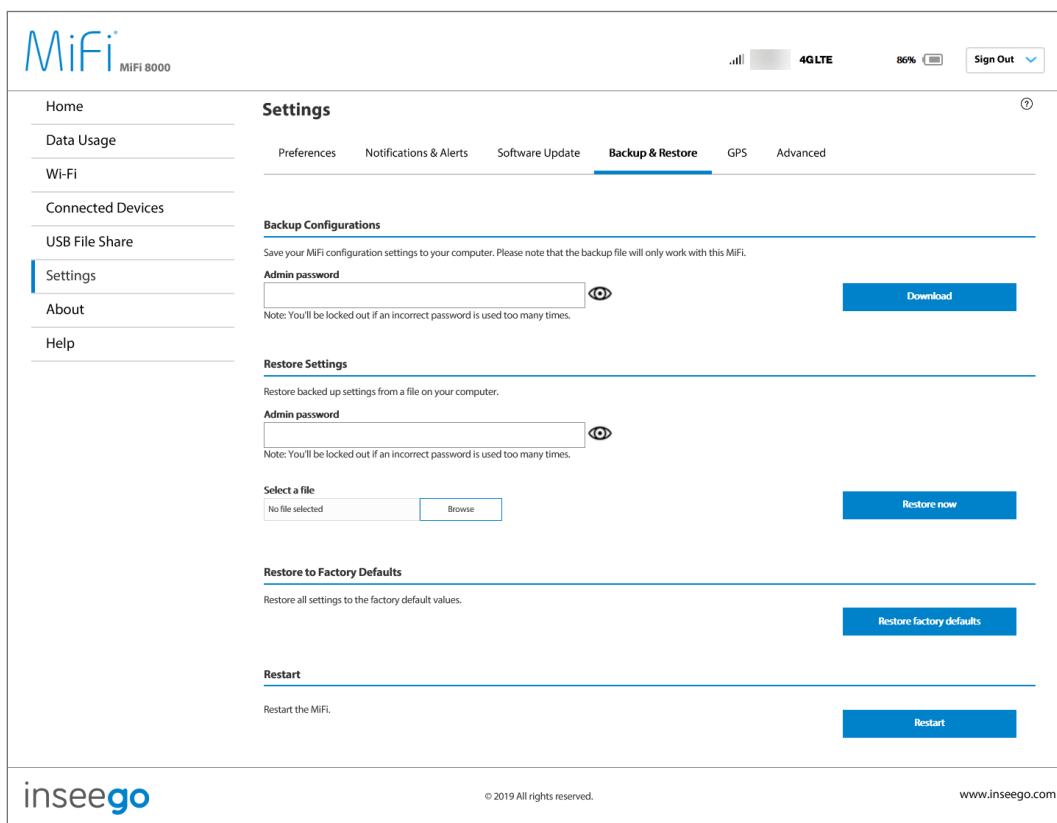 MiFi
MiFi 8000
4G LTE
86%
Sign Out
Home
Data Usage
Wi-Fi
Connected Devices
USB File Share
Settings
About
Help
Settings
Preferences Notifications & Alerts Software Update Backup & Restore GPS Advanced
Backup Configurations
Save your MiFi configuration settings to your computer. Please note that the backup file will only work with this MiFi.
Admin password
Download
Note: You'll be locked out if an incorrect password is used too many times.
Restore Settings
Restore backed up settings from a file on your computer.
Admin password
Note: You'll be locked out if an incorrect password is used too many times.
Select a file
No file selected Browse
Restore now
Restore to Factory Defaults
Restore all settings to the factory default values.
Restore factory defaults
Restart
Restart the MiFi.
Restart
inseego
© 2019 All rights reserved.
www.inseego.com